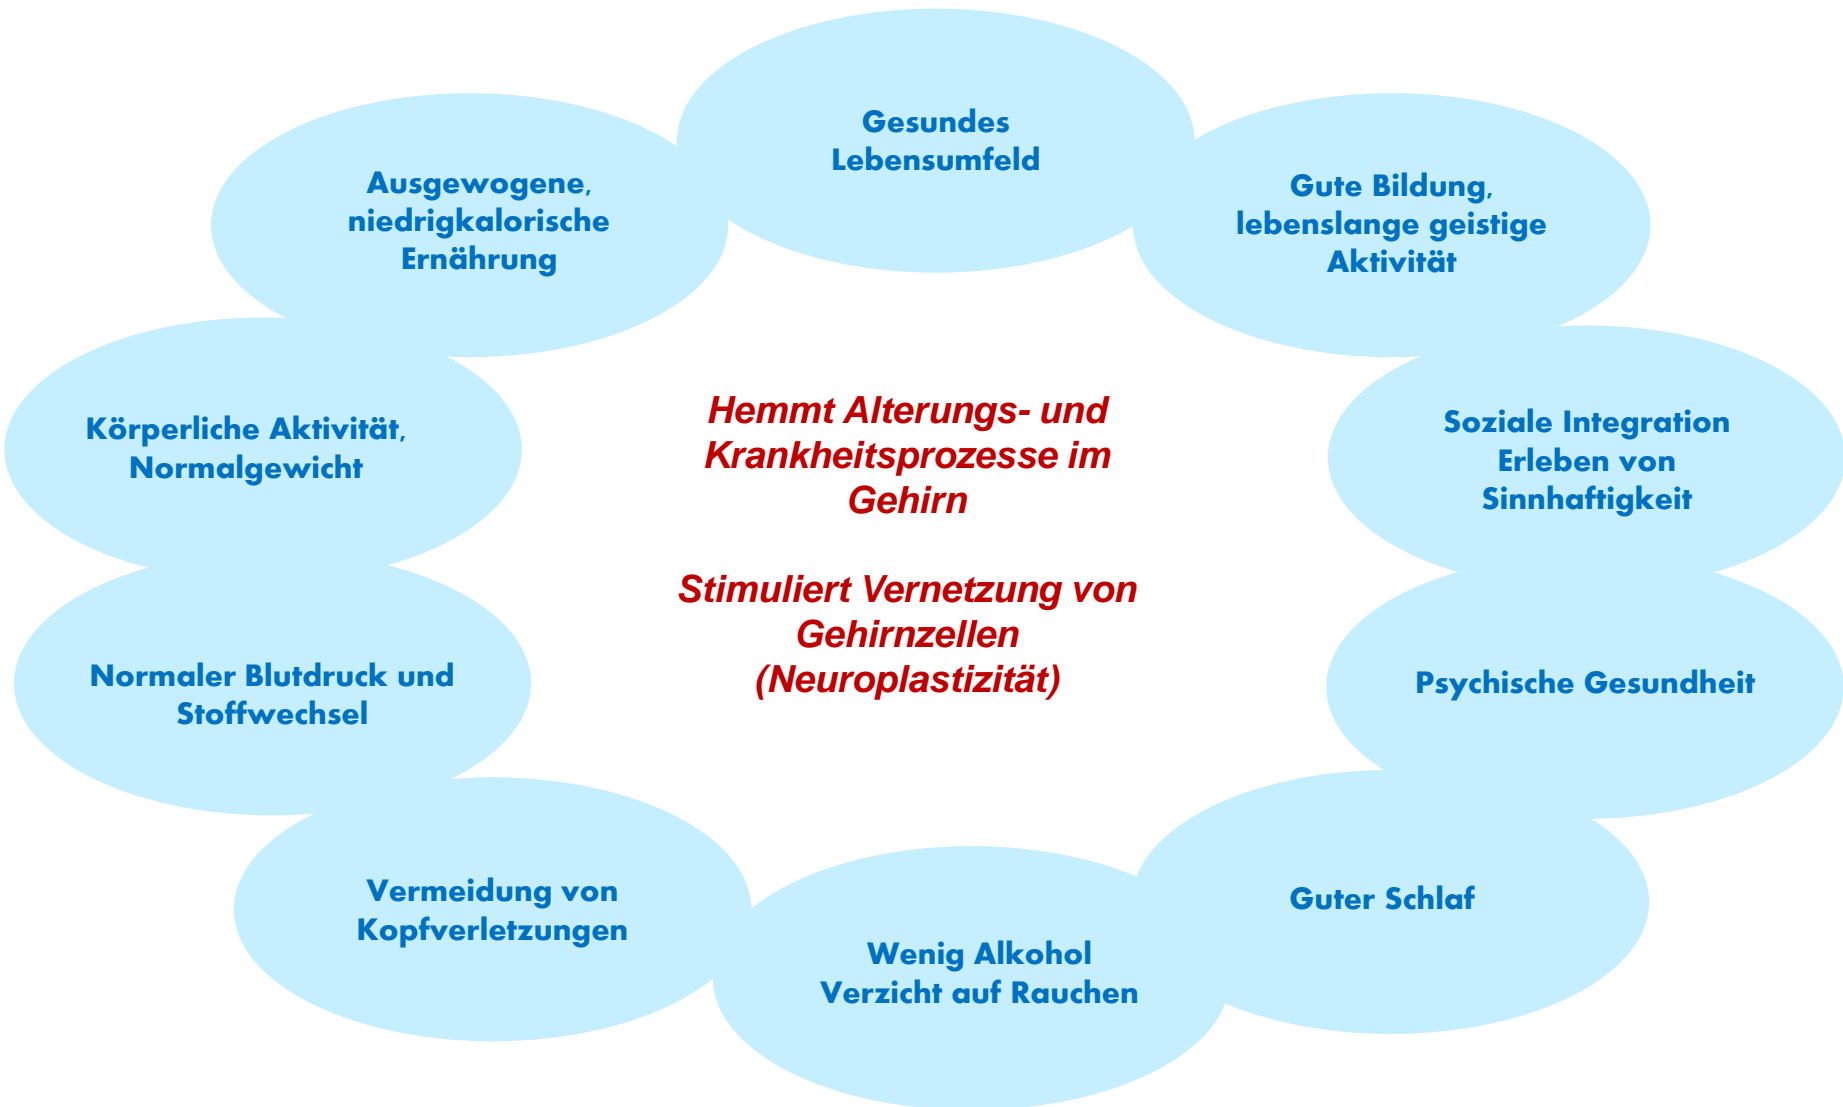 Gesundes
Lebensumfeld
Ausgewogene,
niedrigkalorische
Ernährung
Gute Bildung,
lebenslange geistige
Aktivität
Körperliche Aktivität,
Normalgewicht
Hemmt Alterungs- und
Krankheitsprozesse im
Gehirn
Stimuliert Vernetzung von
Gehirnzellen
(Neuroplastizität)
Soziale Integration
Erleben von
Sinnhaftigkeit
Normaler Blutdruck und
Stoffwechsel
Psychische Gesundheit
Vermeidung von
Kopfverletzungen
Wenig Alkohol
Verzicht auf Rauchen
Guter Schlaf